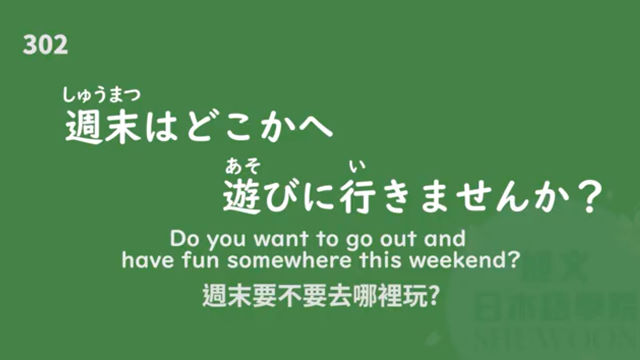 302
しゅうまつ
週末はどこかへ
あそ い
遊びに行きませんか？
Do you want to go out and
have fun somewhere this weekend?
週末要不要去哪裡玩?
日本語學院